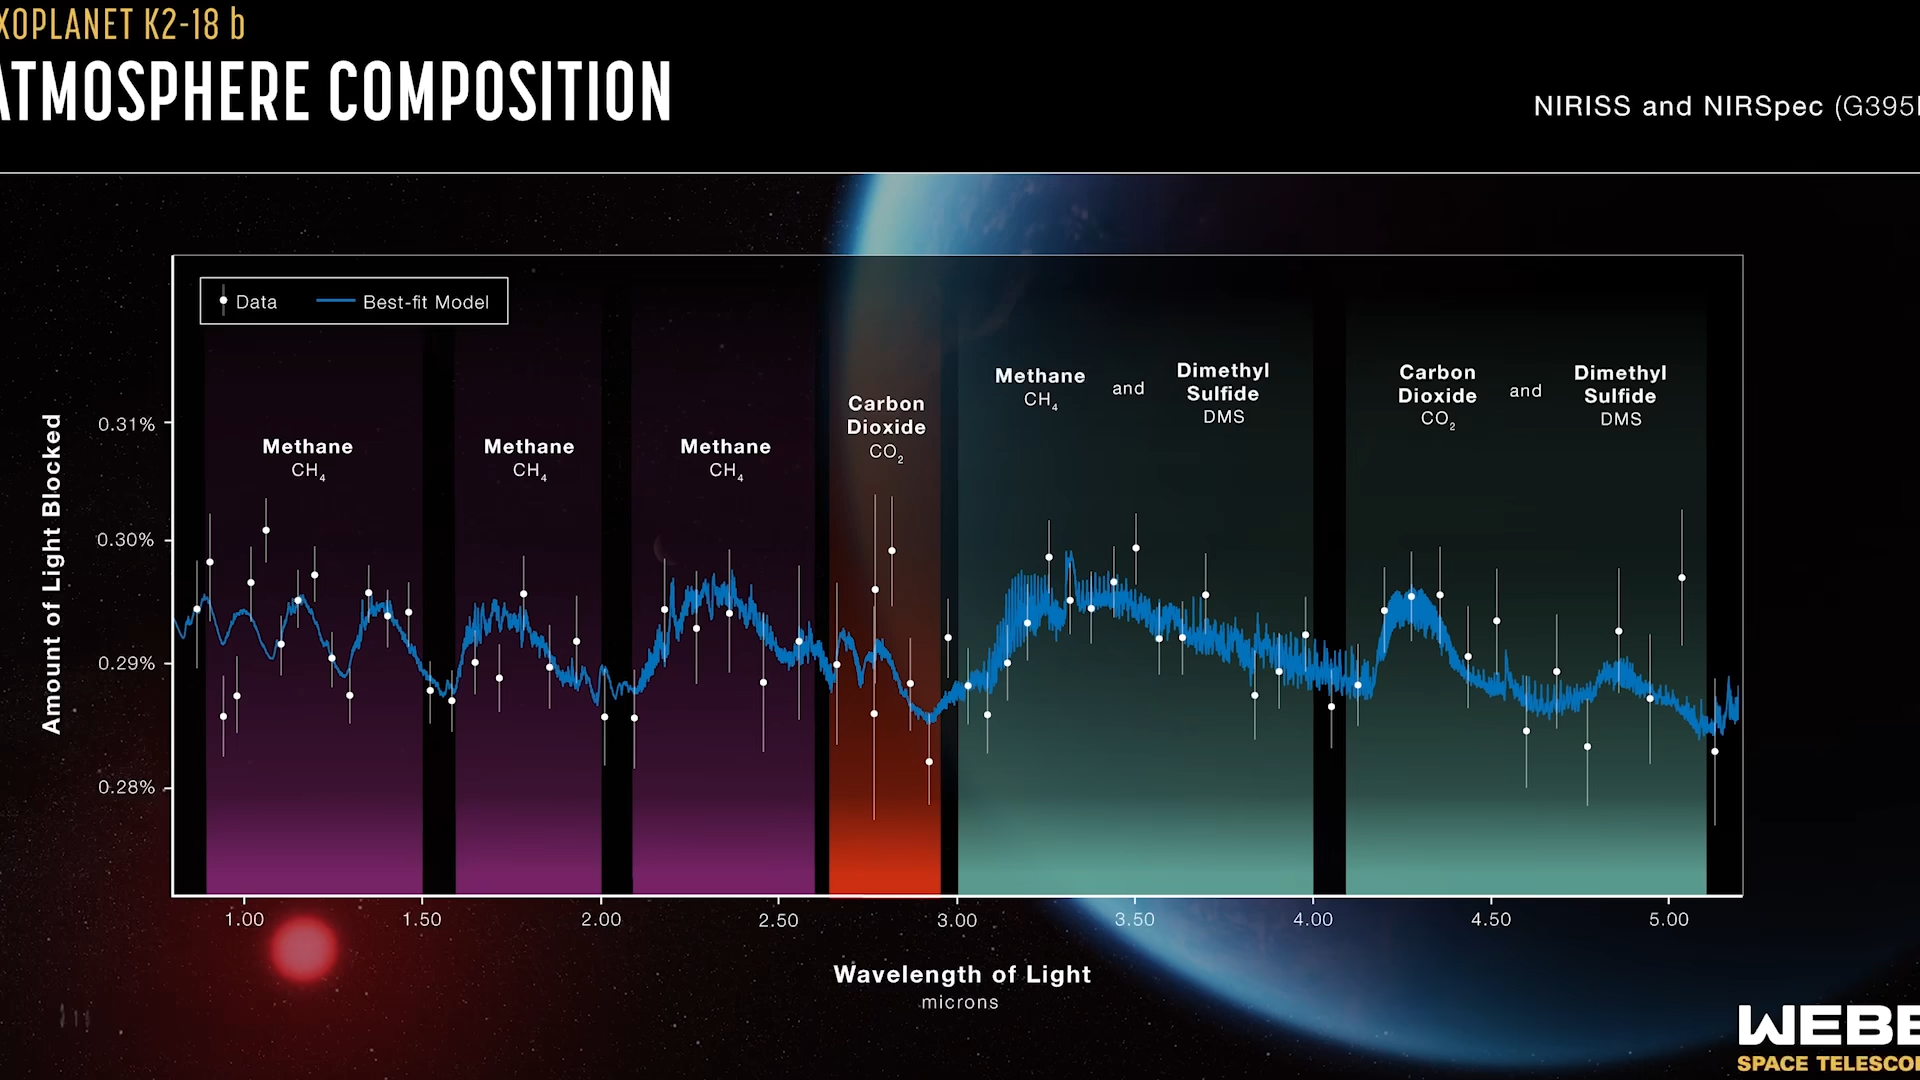 XOPLANET K2-18 b
ATMOSPHERE COMPOSITION
NIRISS and NIRSpec (G395
Data
Best-fit Model
Amount of Light Blocked
0.31%
0.30%
0.29%
0.28%
Methane
CH₄
Methane
CH₄
Methane
CH₄
Carbon
Dioxide
CO₂
Methane
CH₄
and
Dimethyl
Sulfide
DMS
Carbon
Dioxide
CO₂
and
Dimethyl
Sulfide
DMS
1.00 1.50 2.00 2.50 3.00 3.50 4.00 4.50 5.00
Wavelength of Light
microns
WEBB
SPACE TELESCO